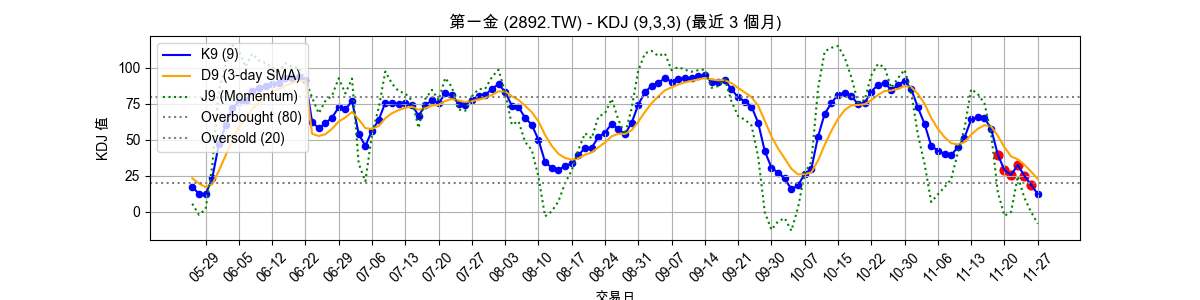 第一金 (2892.TW) - KDJ (9,3,3) (最近 3 個月)
KDJ 值
100
75
50
25
0
K9 (9)
D9 (3-day SMA)
J9 (Momentum)
Overbought (80)
Oversold (20)
05-29 06-05 06-12 06-22 06-29 07-06 07-13 07-20 07-27 08-03 08-10 08-17 08-24 08-31 09-07 09-14 09-21 09-30 10-07 10-15 10-22 10-30 11-06 11-13 11-20 11-27
交易日